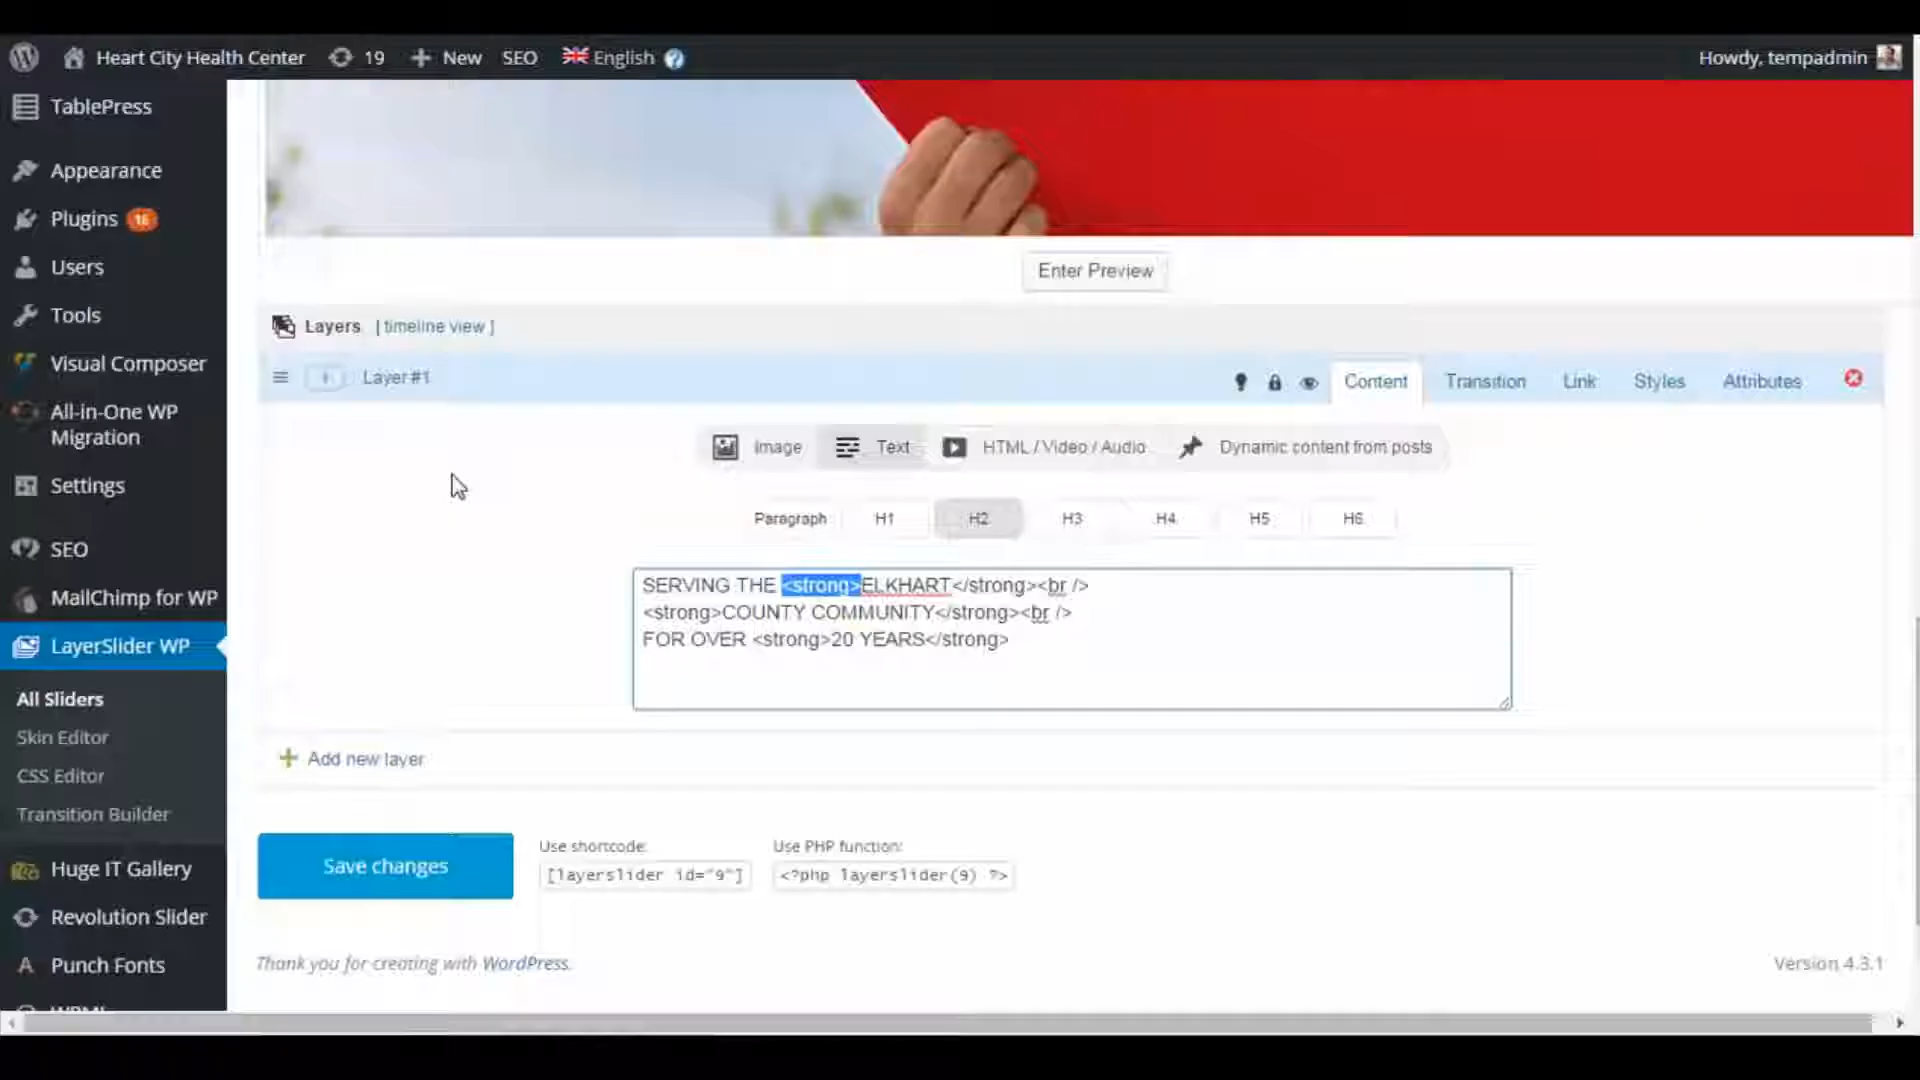 Heart City Health Center 19 New SEO English Howdy, tempadmin
TablePress
Appearance
Plugins 16
Users
Tools
Visual Composer
All-in-One WP
Migration
Settings
SEO
MailChimp for WP
LayerSlider WP
All Sliders
Skin Editor
CSS Editor
Transition Builder
Huge IT Gallery
Revolution Slider
Punch Fonts
WPML
Enter Preview
Layers [ timeline view ]
Layer #1 Content Transition Link Styles Attributes
Image Text HTML / Video / Audio Dynamic content from posts
Paragraph H1 H2 H3 H4 H5 H6
SERVING THE <strong>ELKHART</strong><br />
<strong>COUNTY COMMUNITY</strong><br />
FOR OVER <strong>20 YEARS</strong>
Add new layer
Save changes
Use shortcode:
[layerslider id="9"]
Use PHP function:
<?php layerslider(9) ?>
Thank you for creating with WordPress.
Version 4.3.1